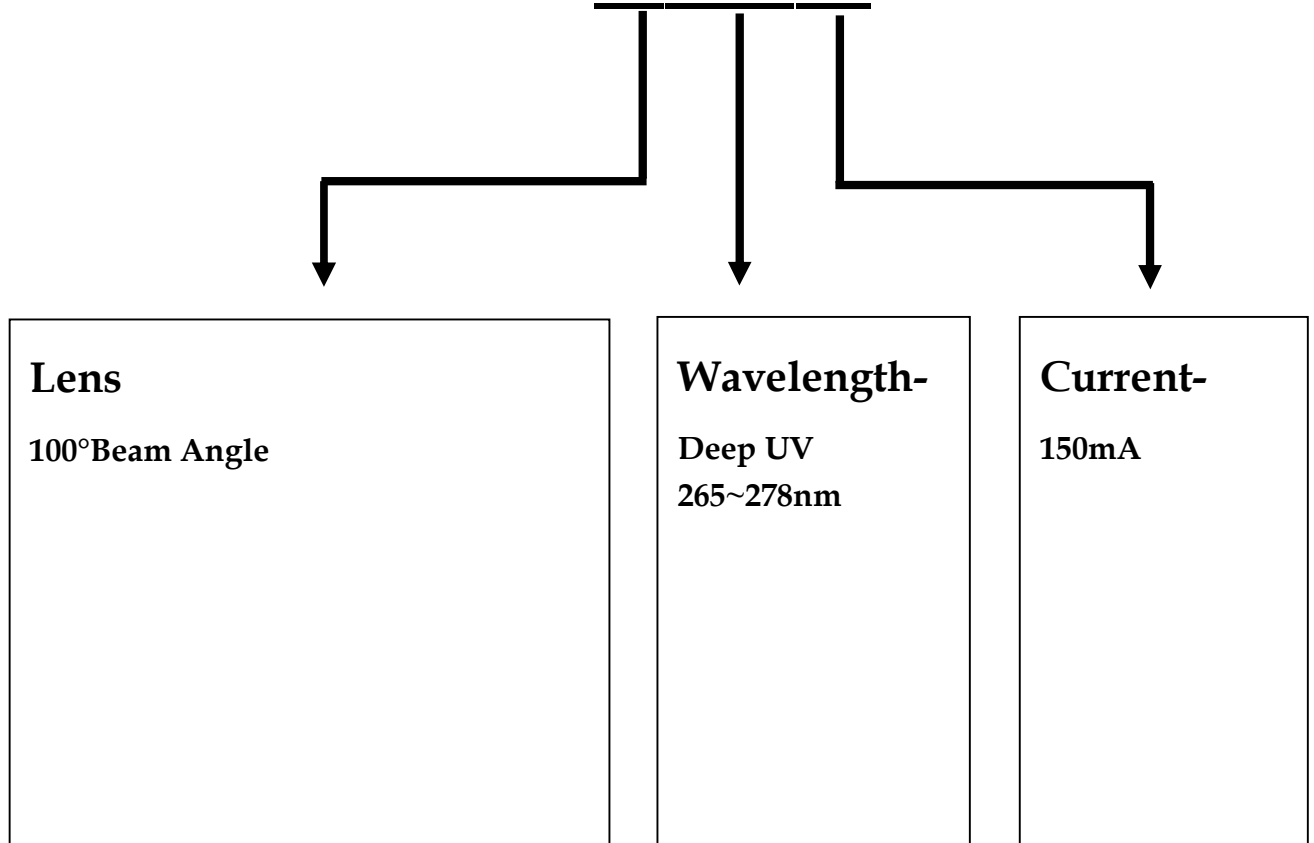 Lens
100°Beam Angle
Wavelength-
Deep UV
265~278nm
Current-
150mA